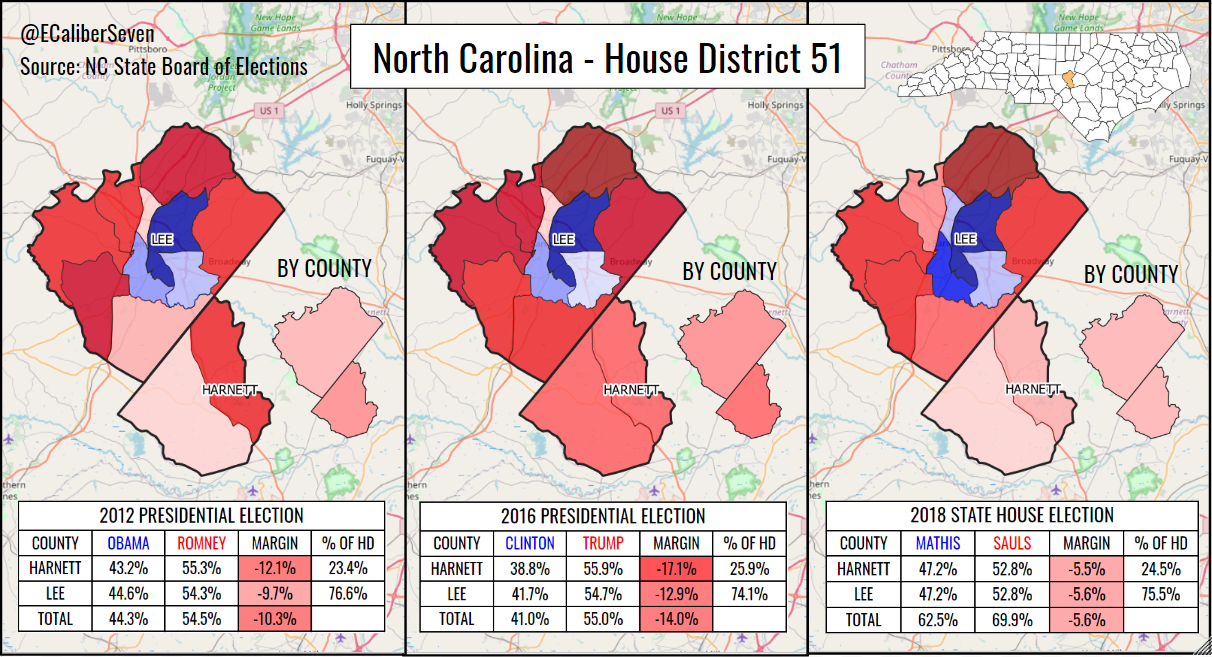 @ECaliberSeven
Source: NC State Board of Elections
North Carolina - House District 51
New Hope
Game Lands
Pittsboro
Jordan
Project
US 1
Holly Springs
Fuquay-V
LEE
Broadway
BY COUNTY
HARNETT
New Hope
US 1
Holly Springs
Fuquay-V
LEE
Broadway
BY COUNTY
HARNETT
New Hope
Game Lands
Pittsboro
Chatham
County
Holly Springs
Fuquay-V
LEE
Broadway
BY COUNTY
HARNETT
2012 PRESIDENTIAL ELECTION
COUNTY OBAMA ROMNEY MARGIN % OF HD
HARNETT 43.2% 55.3% -12.1% 23.4%
LEE 44.6% 54.3% -9.7% 76.6%
TOTAL 44.3% 54.5% -10.3%
2016 PRESIDENTIAL ELECTION
COUNTY CLINTON TRUMP MARGIN % OF HD
HARNETT 38.8% 55.9% -17.1% 25.9%
LEE 41.7% 54.7% -12.9% 74.1%
TOTAL 41.0% 55.0% -14.0%
2018 STATE HOUSE ELECTION
COUNTY MATHIS SAULS MARGIN % OF HD
HARNETT 47.2% 52.8% -5.5% 24.5%
LEE 47.2% 52.8% -5.6% 75.5%
TOTAL 62.5% 69.9% -5.6%